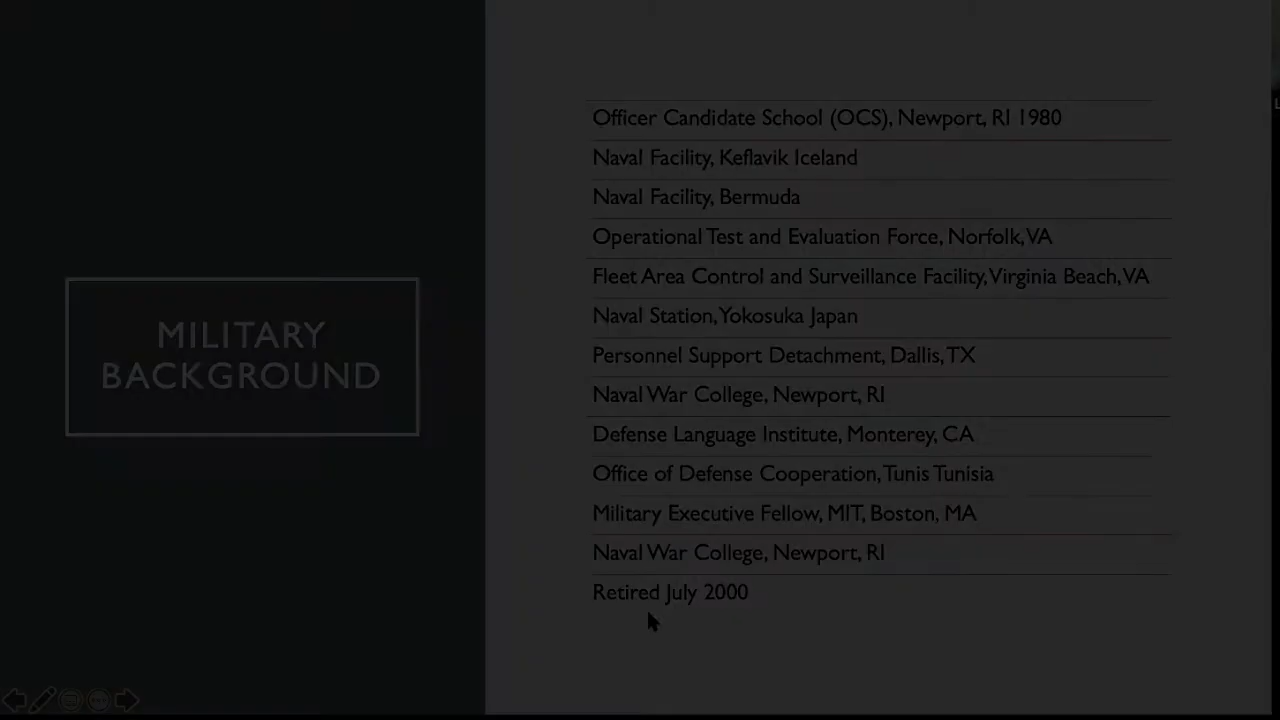 MILITARY
BACKGROUND
Officer Candidate School (OCS), Newport, RI 1980
Naval Facility, Keflavik Iceland
Naval Facility, Bermuda
Operational Test and Evaluation Force, Norfolk, VA
Fleet Area Control and Surveillance Facility, Virginia Beach, VA
Naval Station, Yokosuka Japan
Personnel Support Detachment, Dallis, TX
Naval War College, Newport, RI
Defense Language Institute, Monterey, CA
Office of Defense Cooperation, Tunis Tunisia
Military Executive Fellow, MIT, Boston, MA
Naval War College, Newport, RI
Retired July 2000